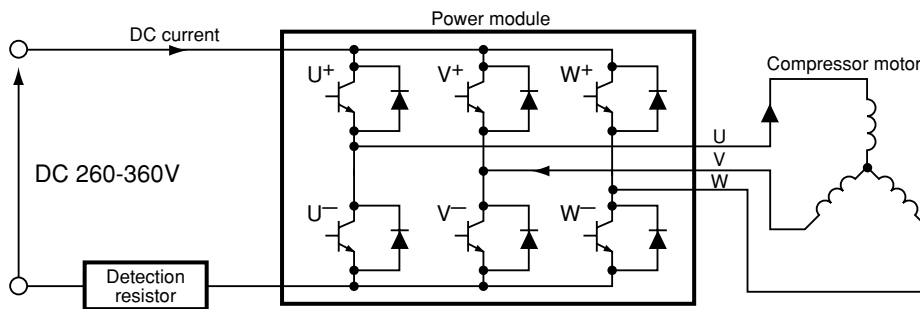 Power module
DC current
U+
V+
W+
Compressor motor
U
V
W
DC 260-360V
U—
V—
W—
Detection
resistor